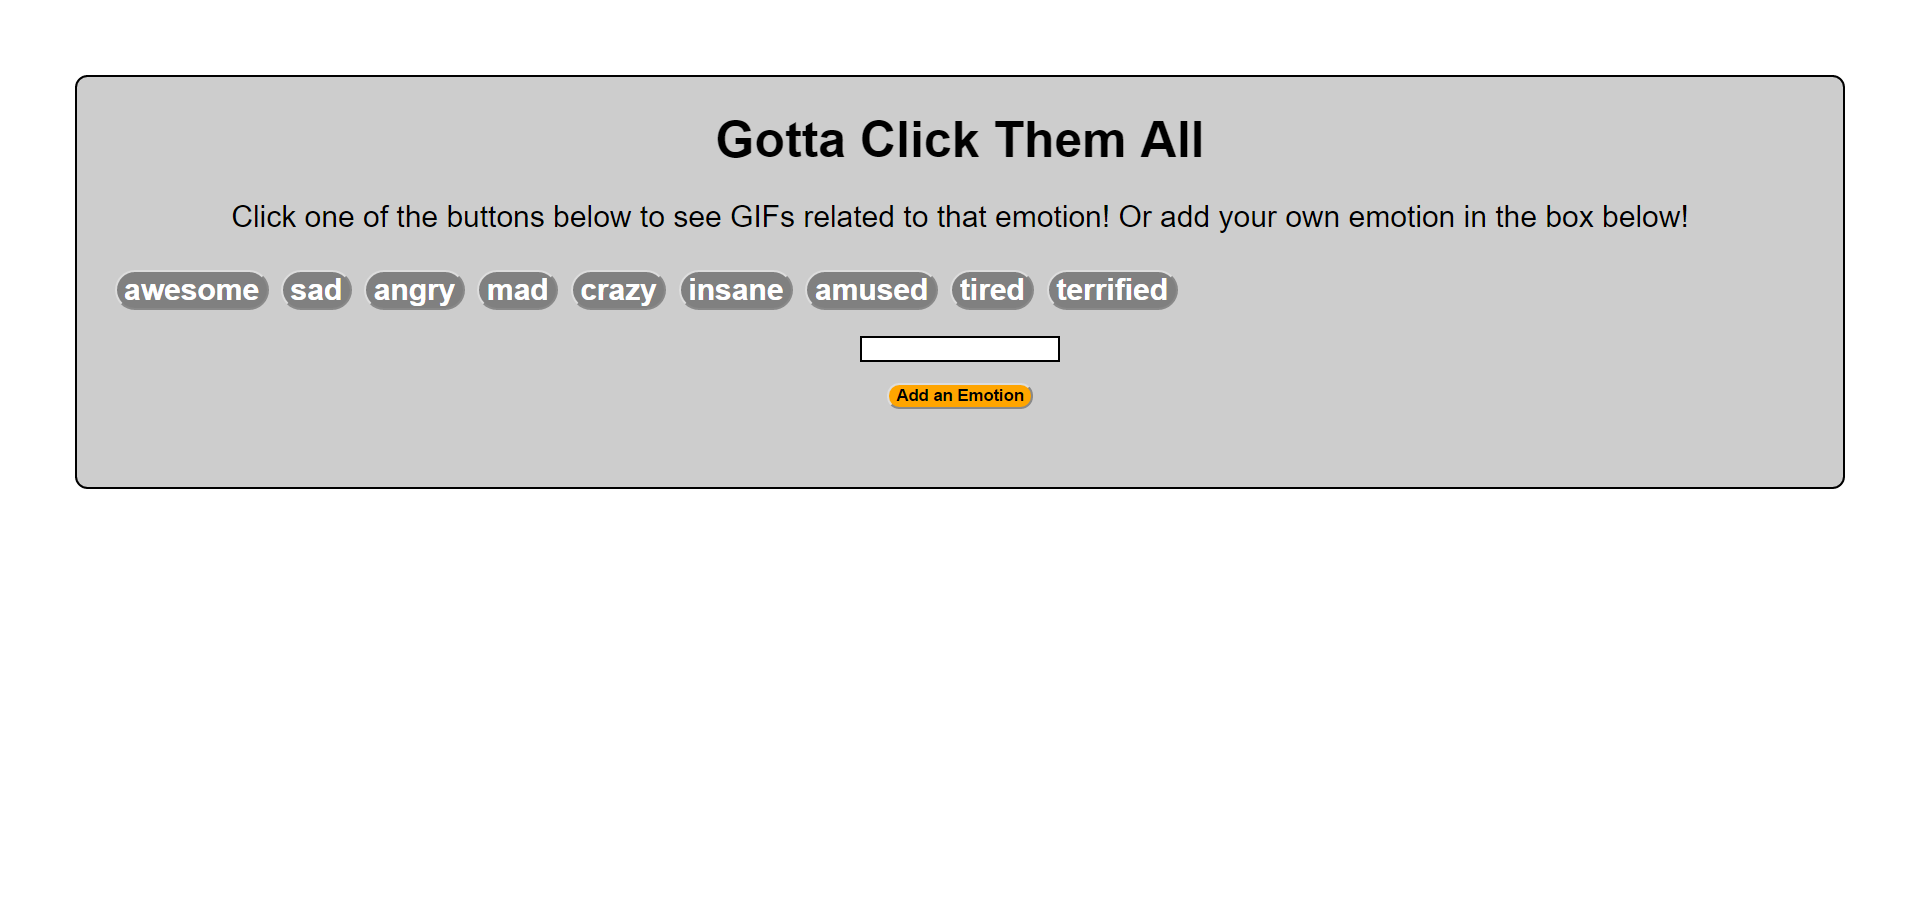 Gotta Click Them All
Click one of the buttons below to see GIFs related to that emotion! Or add your own emotion in the box below!
awesome sad angry mad crazy insane amused tired terrified
Add an Emotion